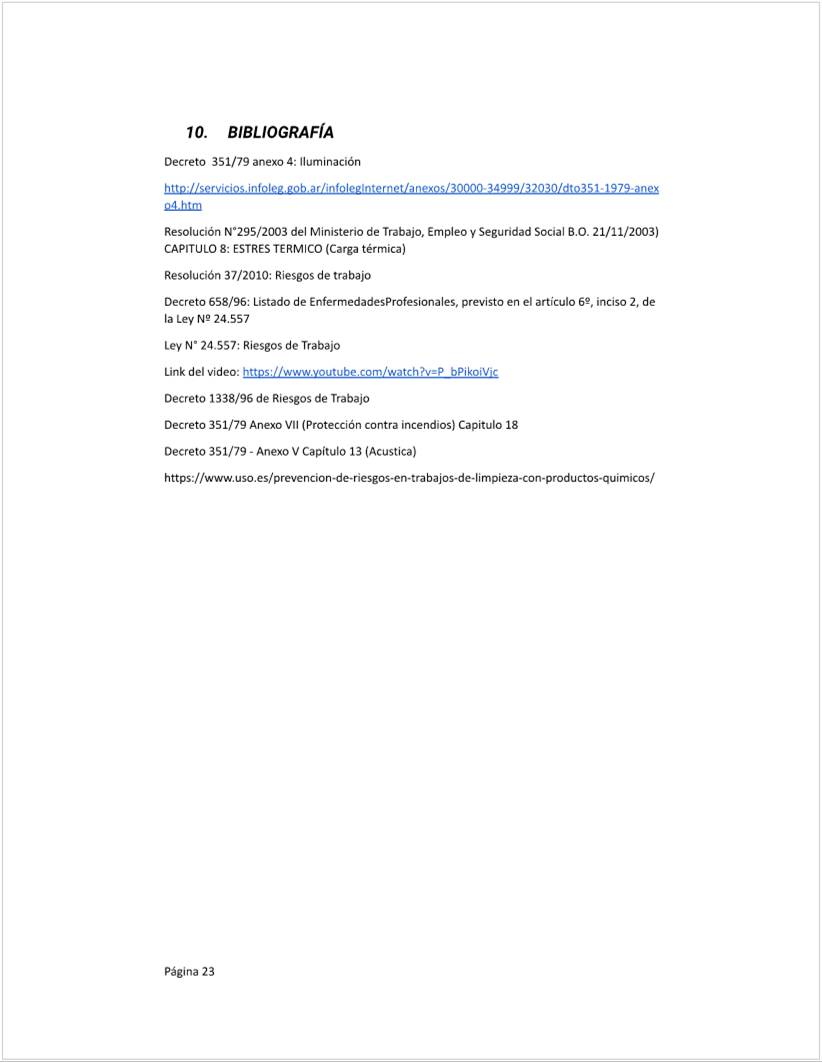 10. BIBLIOGRAFÍA
Decreto 351/79 anexo 4: Iluminación
http://servicios.infoleg.gob.ar/infolegInternet/anexos/30000-34999/32030/dto351-1979-anex
o4.htm
Resolución N°295/2003 del Ministerio de Trabajo, Empleo y Seguridad Social B.O. 21/11/2003)
CAPITULO 8: ESTRES TERMICO (Carga térmica)
Resolución 37/2010: Riesgos de trabajo
Decreto 658/96: Listado de EnfermedadesProfesionales, previsto en el artículo 6º, inciso 2, de
la Ley Nº 24.557
Ley N° 24.557: Riesgos de Trabajo
Link del video: https://www.youtube.com/watch?v=P_bPikoiVjc
Decreto 1338/96 de Riesgos de Trabajo
Decreto 351/79 Anexo VII (Protección contra incendios) Capitulo 18
Decreto 351/79 - Anexo V Capítulo 13 (Acustica)
https://www.uso.es/prevencion-de-riesgos-en-trabajos-de-limpieza-con-productos-quimicos/
Página 23